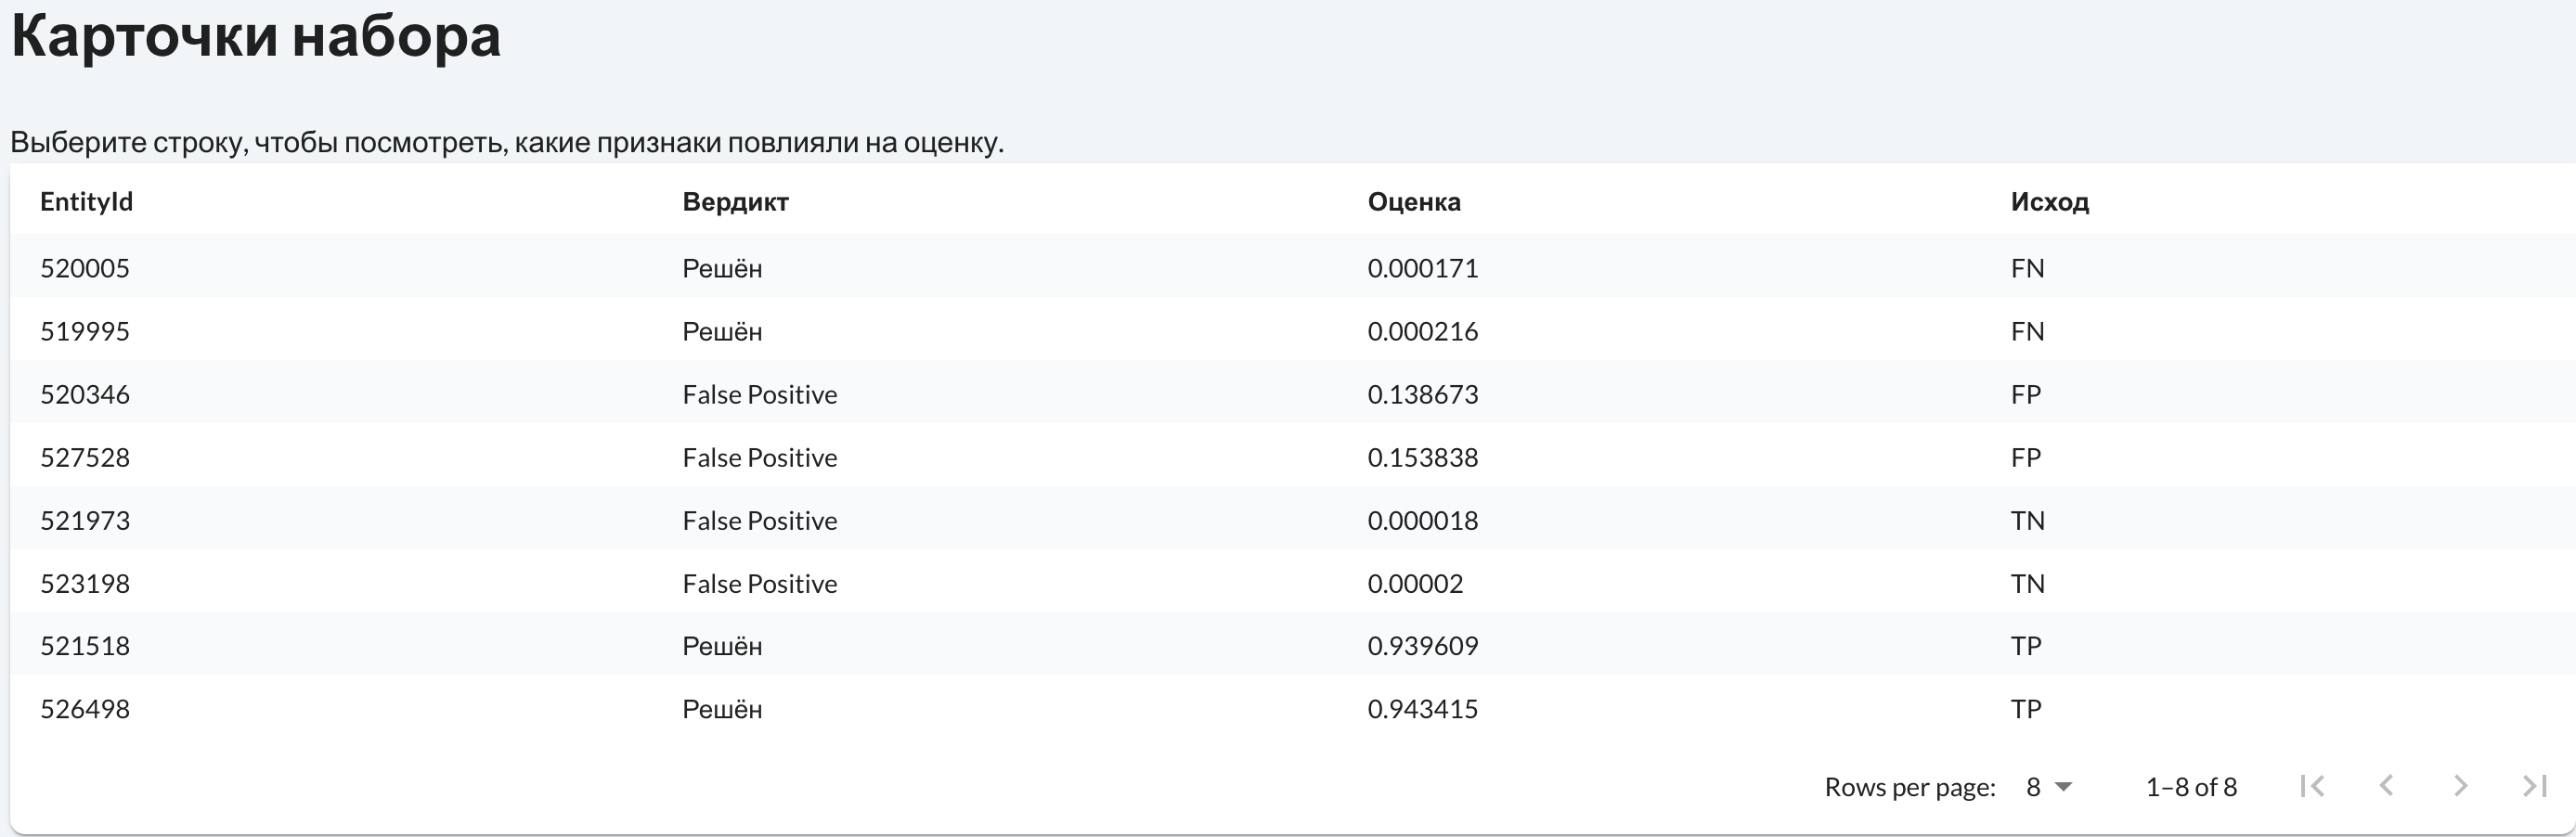 Карточки набора
Выберите строку, чтобы посмотреть, какие признаки повлияли на оценку.
EntityId Вердикт Оценка Исход
520005 Решён 0.000171 FN
519995 Решён 0.000216 FN
520346 False Positive 0.138673 FP
527528 False Positive 0.153838 FP
521973 False Positive 0.000018 TN
523198 False Positive 0.00002 TN
521518 Решён 0.939609 TP
526498 Решён 0.943415 TP
Rows per page: 8 1–8 of 8